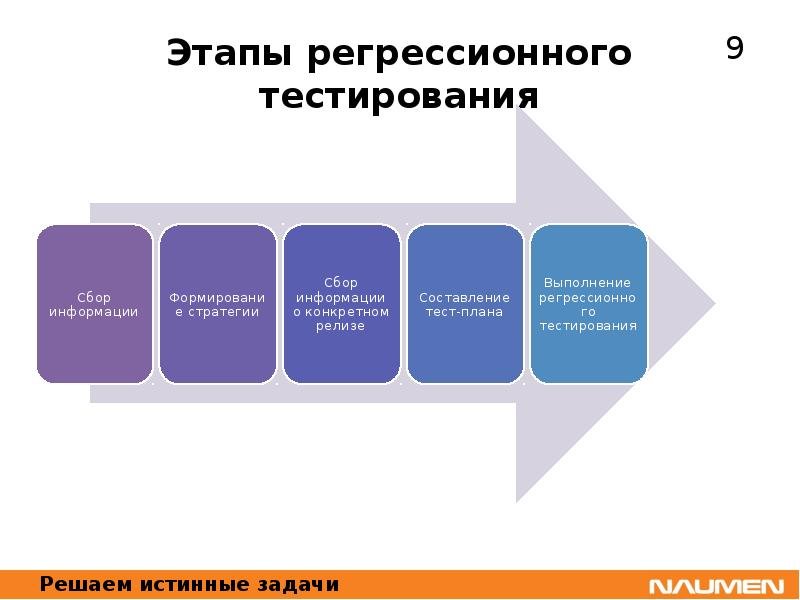 Этапы регрессионного
тестирования
9
Сбор
информации
Формировани
е стратегии
Сбор
информации
о конкретном
релизе
Составление
тест-плана
Выполнение
регрессионно
го
тестирования
Решаем истинные задачи
NAUMEN